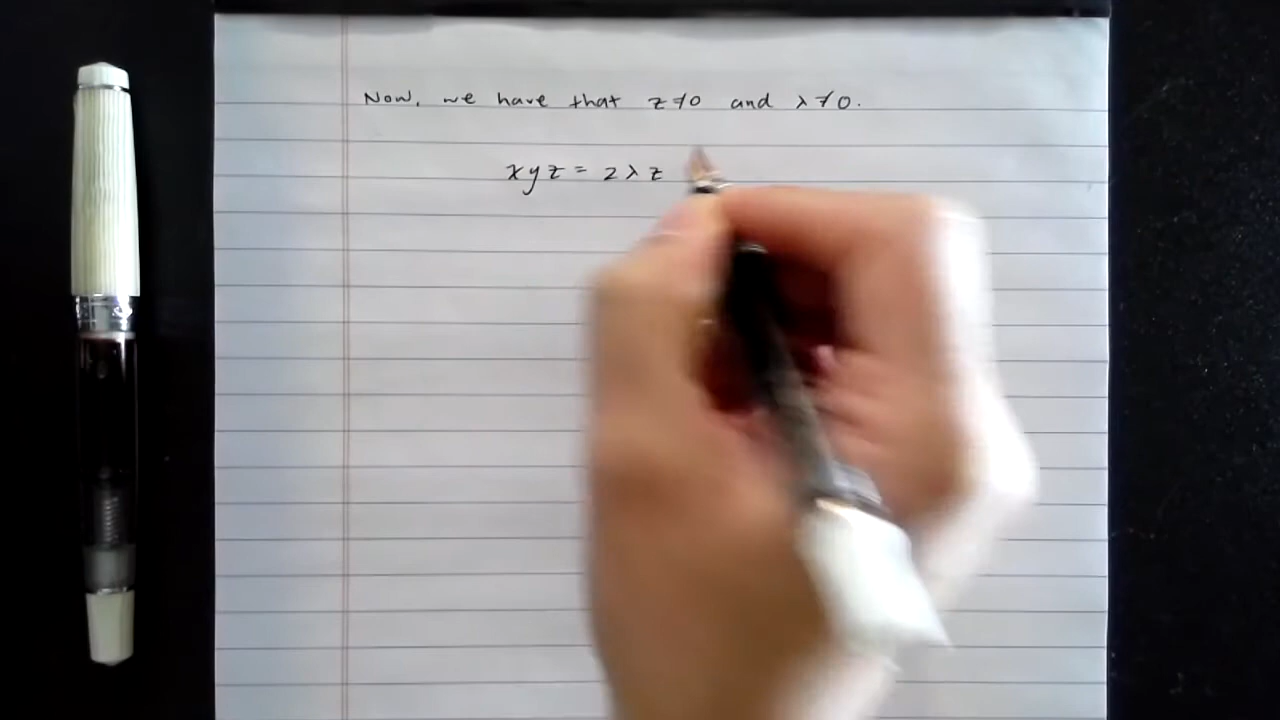 Now, we have that z≠0 and λ≠0.
xyz = 2λz